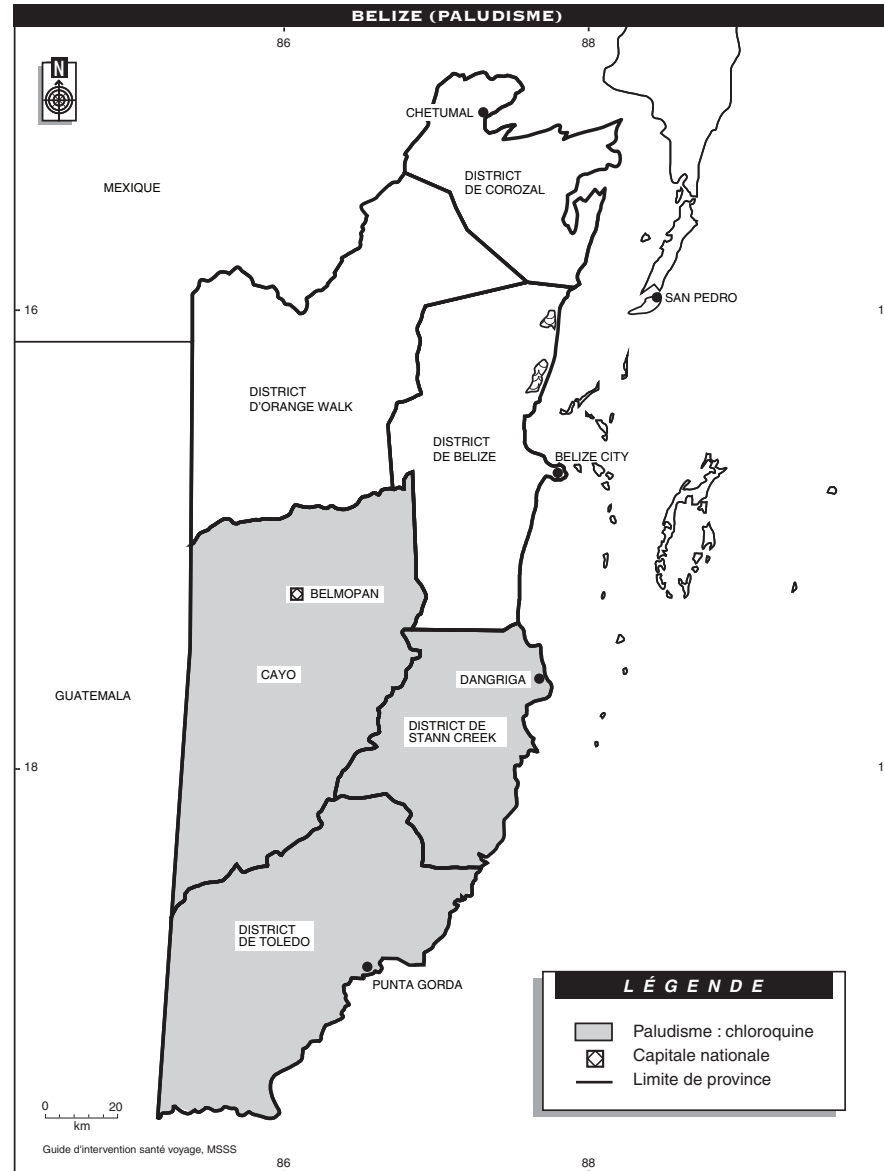 BELIZE (PALUDISME)
86
88
N
CHETUMAL
MEXIQUE
DISTRICT
DE COROZAL
SAN PEDRO
16
1
DISTRICT
D'ORANGE WALK
DISTRICT
DE BELIZE
BELIZE CITY
BELMOPAN
CAYO
DANGRIGA
GUATEMALA
DISTRICT DE
STANN CREEK
18
1
DISTRICT
DE TOLEDO
PUNTA GORDA
LÉGENDE
Paludisme : chloroquine
Capitale nationale
Limite de province
0 20
km
Guide d'intervention santé voyage, MSSS
86
88